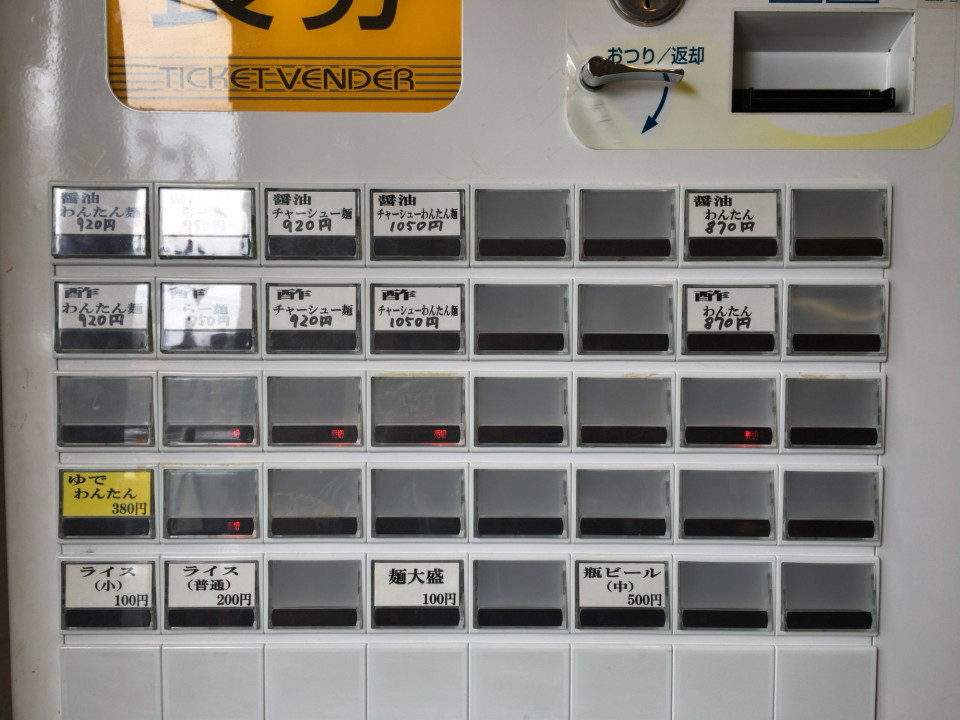 TICKET VENDER
おつり／返却
醤油
わんたん麺
920円
醤油
チャーシュー麺
920円
醤油
チャーシューわんたん麺
1050円
醤油
わんたん
870円
わんたん麺
920円
らー麺
750円
チャーシュー麺
920円
チャーシューわんたん麺
1050円
わんたん
870円
ゆで
わんたん
380円
ライス
（小）
100円
ライス
（普通）
200円
麺大盛
100円
瓶ビール
（中）
500円